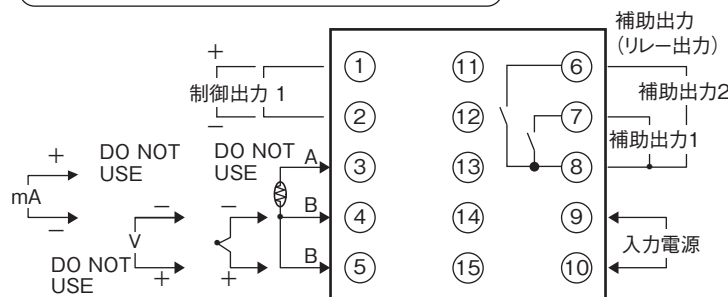 補助出力
(リレー出力)
+
① ⑪ ⑥
制御出力 1
補助出力2
② ⑫ ⑦
−
補助出力1
+ DO NOT USE
DO NOT USE
A
③ ⑬ ⑧
mA
−
− − B
④ ⑭ ⑨
V
入力電源
DO NOT USE
+ + B
⑤ ⑮ ⑩